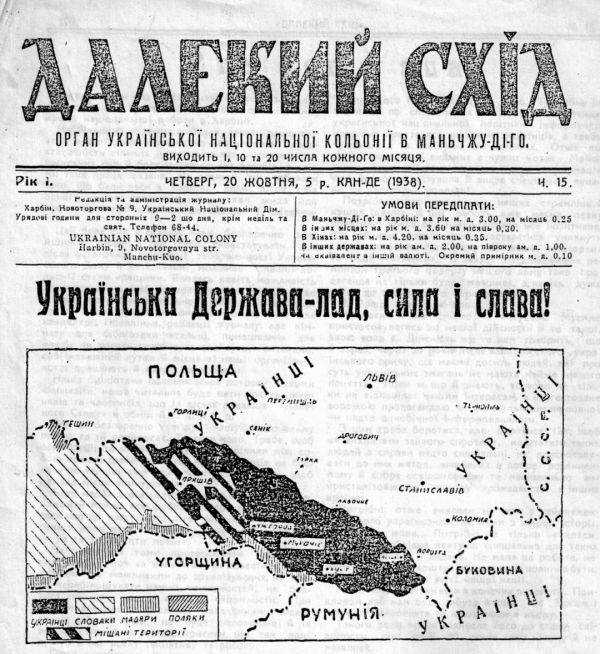 ДАЛЕКИЙ СХІД
ОРГАН УКРАЇНСЬКОЇ НАЦІОНАЛЬНОЇ КОЛЬОНІЇ В МАНЬЧЖУ-ДІ-ГО.
ВИХОДИТЬ 1, 10 та 20 ЧИСЛА КОЖНОГО МІСЯЦЯ.
Рік І. ЧЕТВЕРГ, 20 ЖОВТНЯ, 5 р. КАН-ДЕ (1938). Ч. 15.
Редакція та адміністрація журналу:
Харбін, Новоторгова № 9. Український Національний Дім.
Урядові години для сторонніх 9—2 що дня, крім неділь та
свят. Телефон 68-44.
UKRAINIAN NATIONAL COLONY
Harbin, 9, Novotorgovaya str.
Manchu-Kuo.
УМОВИ ПЕРЕДПЛАТИ:
В Маньчжу-Ді-Го: в Харбіні: на рік м. д. 3.00, на місяць 0.25
В інших місцях: на рік м. д. 3.60 на місяць 0.30.
В Хінах: на рік м. д. 4.20, на місяць 0.35.
В інших державах: на рік ам. д. 2.00, на півроку ам. д. 1.00.
чи еквівалент в іншій валюті. Окремий примірник м. д. 0.10
Українська Держава-лад, сила і слава!
ПОЛЬЩА
УКРАЇНЦІ
ЛЬВІВ
ГОРЛИЦІ
ПЕРЕМИШЛЬ
ТЕРНОПІЛЬ
С.С.С.Р.
ТЕШИН
СЯНІК
ДРОГОБИЧ
УКРАЇНЦІ
ТУРКА
ПРЯШІВ
СТАНИСЛАВІВ
ЛАВОЧНЕ
УЖГОРОД
КОЛОМИЯ
МУКАЧІВ
ВОРОХТА
ХУСТ
УГОРЩИНА
БУКОВИНА
РУМУНІЯ
УКРАЇНЦІ
УКРАЇНЦІ СЛОВАКИ МАДЯРИ ПОЛЯКИ
МІШАНІ ТЕРИТОРІЇ